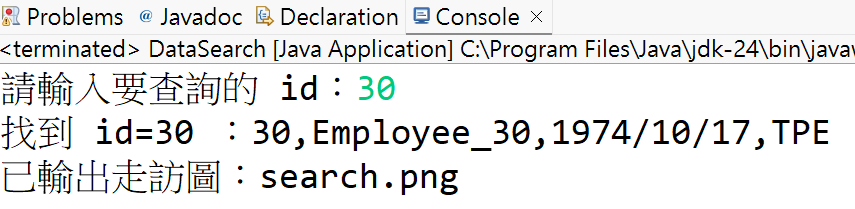 Problems @ Javadoc Declaration Console ×
<terminated> DataSearch [Java Application] C:\Program Files\Java\jdk-24\bin\javaw
請輸入要查詢的 id：30
找到 id=30 ：30,Employee_30,1974/10/17,TPE
已輸出走訪圖：search.png